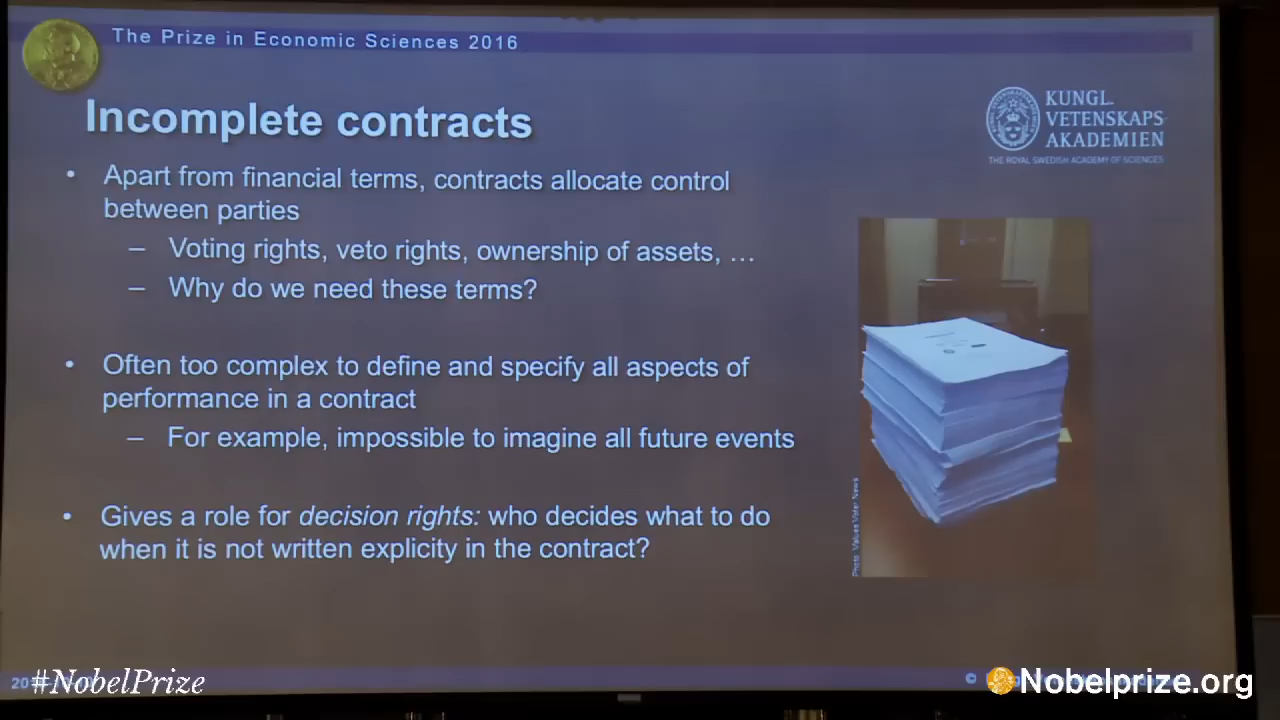 The Prize in Economic Sciences 2016
Incomplete contracts
KUNGL.
VETENSKAPS
AKADEMIEN
THE ROYAL SWEDISH ACADEMY OF SCIENCES
• Apart from financial terms, contracts allocate control
between parties
– Voting rights, veto rights, ownership of assets, …
– Why do we need these terms?
• Often too complex to define and specify all aspects of
performance in a contract
– For example, impossible to imagine all future events
• Gives a role for decision rights: who decides what to do
when it is not written explicity in the contract?
Photo: Values Voter News
#NobelPrize
©
Nobelprize.org